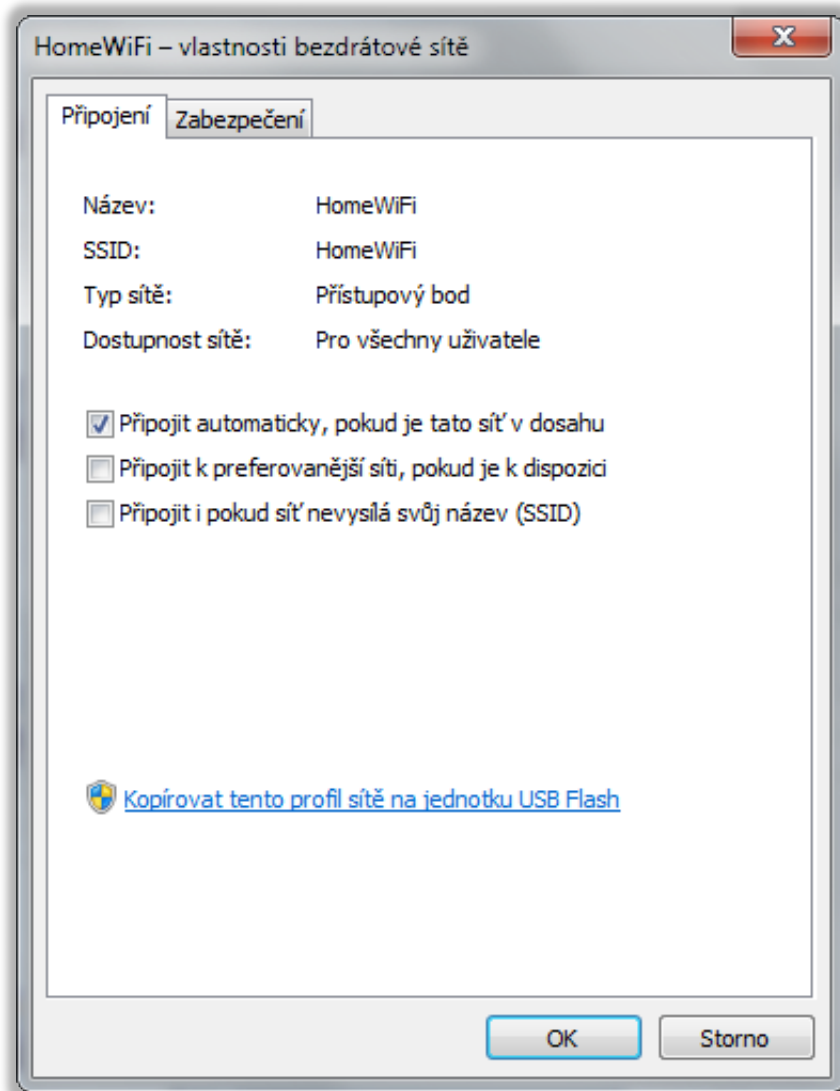 HomeWiFi – vlastnosti bezdrátové sítě
Připojení Zabezpečení
Název: HomeWiFi
SSID: HomeWiFi
Typ sítě: Přístupový bod
Dostupnost sítě: Pro všechny uživatele
Připojit automaticky, pokud je tato síť v dosahu
Připojit k preferovanější síti, pokud je k dispozici
Připojit i pokud síť nevysílá svůj název (SSID)
Kopírovat tento profil sítě na jednotku USB Flash
OK Storno